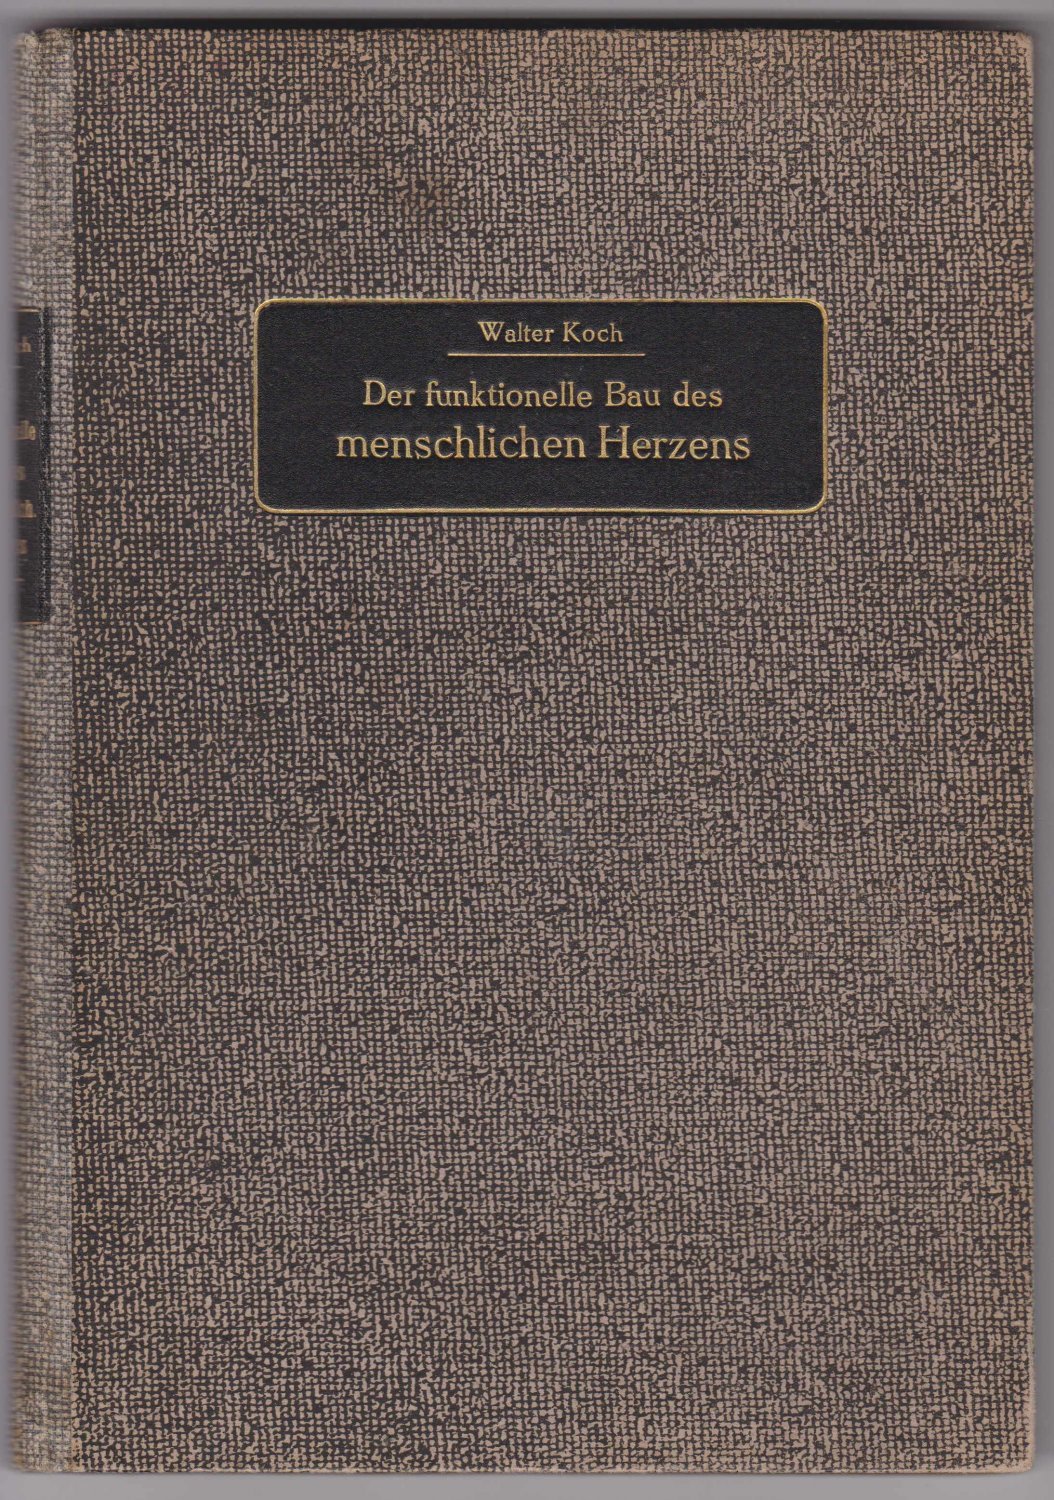 Walter Koch
Der funktionelle Bau des
menschlichen Herzens